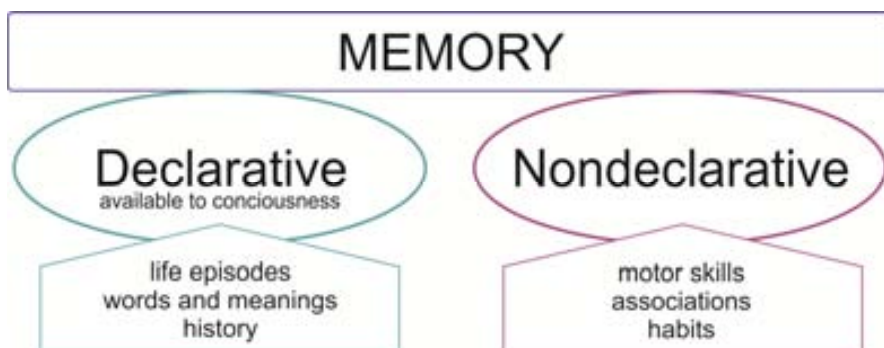 MEMORY
Declarative
available to conciousness
life episodes
words and meanings
history
Nondeclarative
motor skills
associations
habits